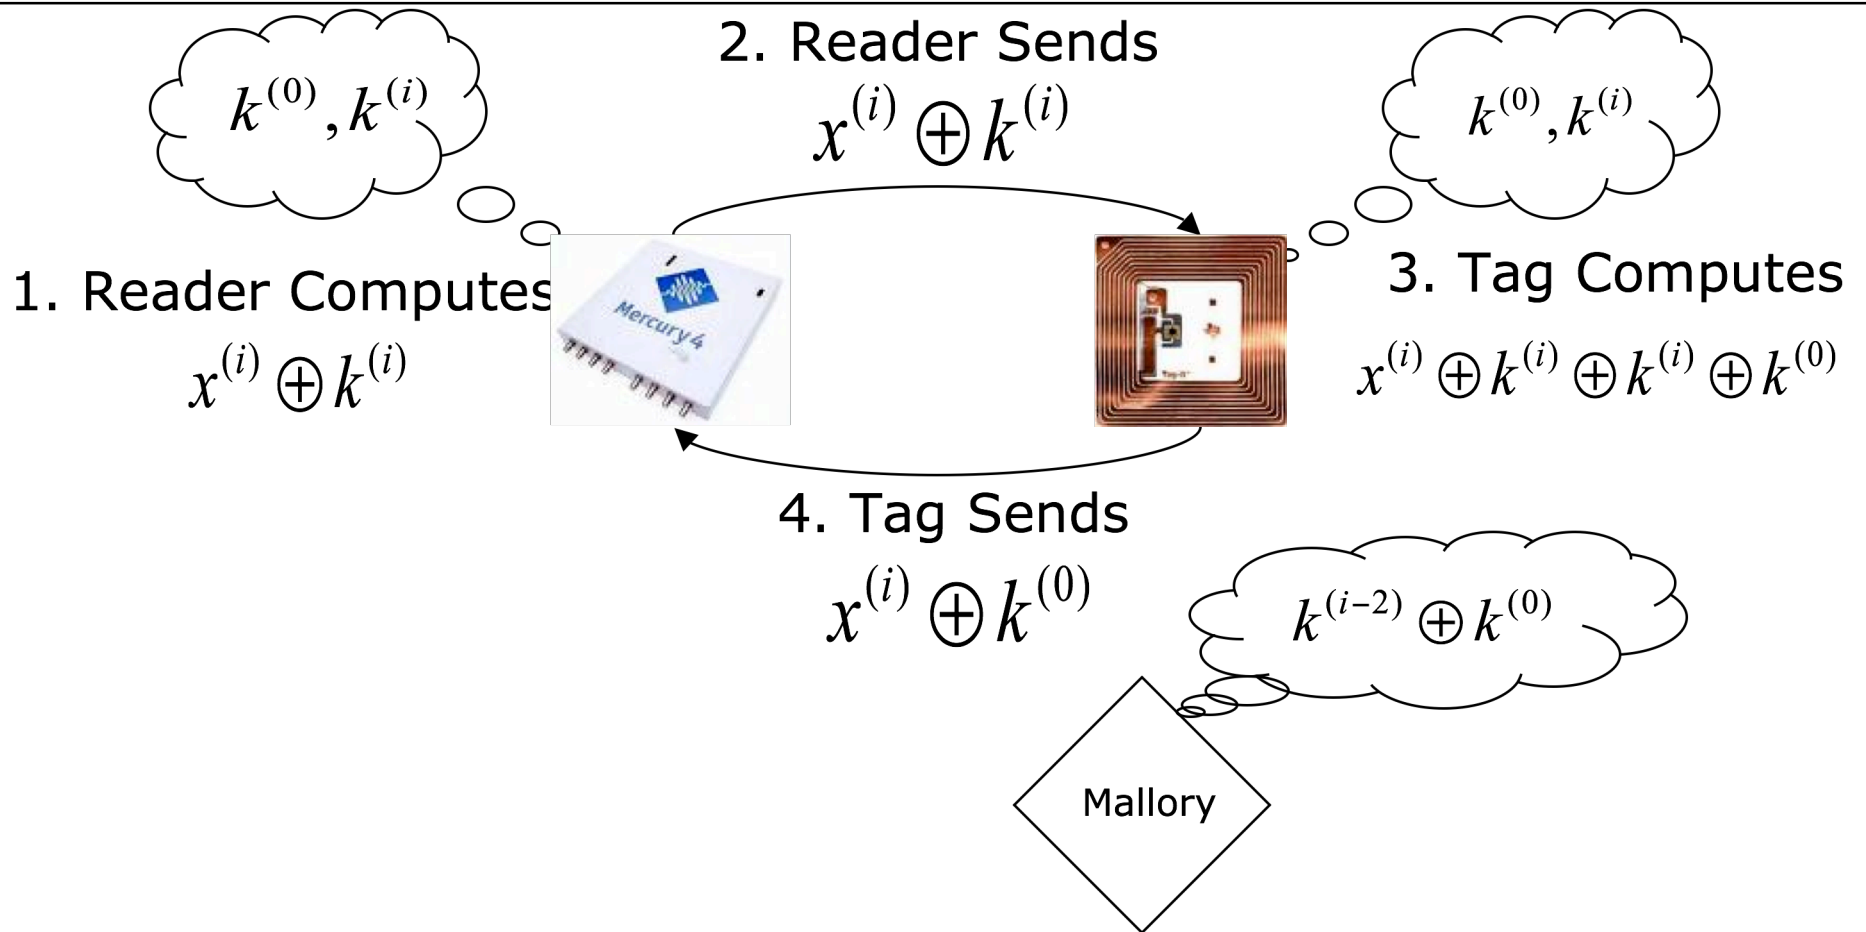 2. Reader Sends
x^(i) ⊕ k^(i)
k^(0), k^(i)
k^(0), k^(i)
1. Reader Computes
x^(i) ⊕ k^(i)
Mercury4
3. Tag Computes
x^(i) ⊕ k^(i) ⊕ k^(i) ⊕ k^(0)
4. Tag Sends
x^(i) ⊕ k^(0)
k^(i−2) ⊕ k^(0)
Mallory